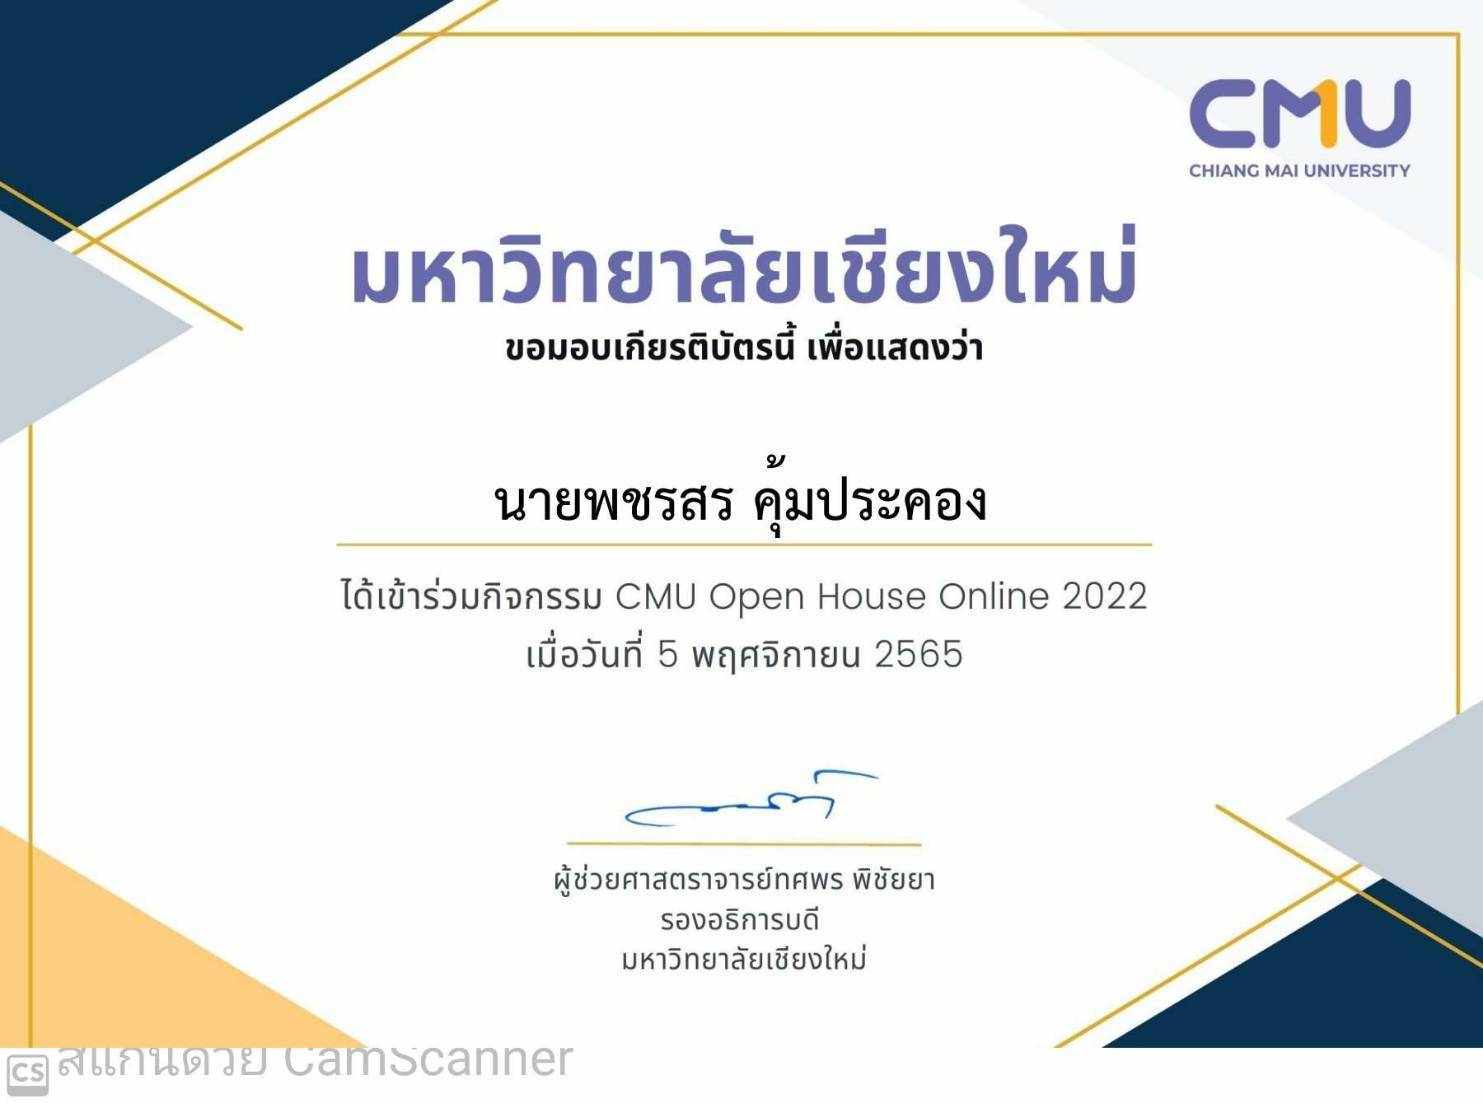 CMU
CHIANG MAI UNIVERSITY
มหาวิทยาลัยเชียงใหม่
ขอมอบเกียรติบัตรนี้ เพื่อแสดงว่า
นายพชรสร คุ้มประคอง
ได้เข้าร่วมกิจกรรม CMU Open House Online 2022
เมื่อวันที่ 5 พฤศจิกายน 2565
ผู้ช่วยศาสตราจารย์ทศพร พิชัยยา
รองอธิการบดี
มหาวิทยาลัยเชียงใหม่
CS สแกนด้วย CamScanner